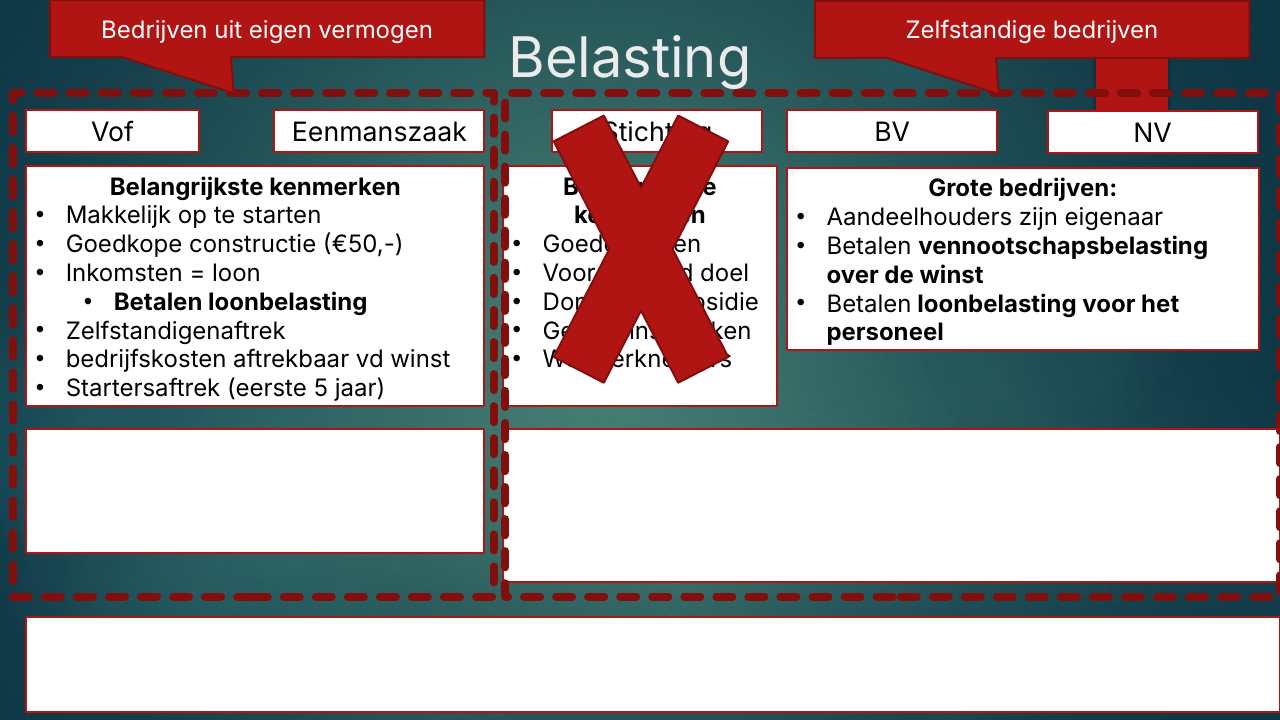 Bedrijven uit eigen vermogen
Zelfstandige bedrijven
Belasting
Vof
Eenmanszaak
BV
NV
Belangrijkste kenmerken
• Makkelijk op te starten
• Goedkope constructie (€50,-)
• Inkomsten = loon
• Betalen loonbelasting
• Zelfstandigenaftrek
• bedrijfskosten aftrekbaar vd winst
• Startersaftrek (eerste 5 jaar)
doel
Grote bedrijven:
• Aandeelhouders zijn eigenaar
• Betalen vennootschapsbelasting
over de winst
• Betalen loonbelasting voor het
personeel